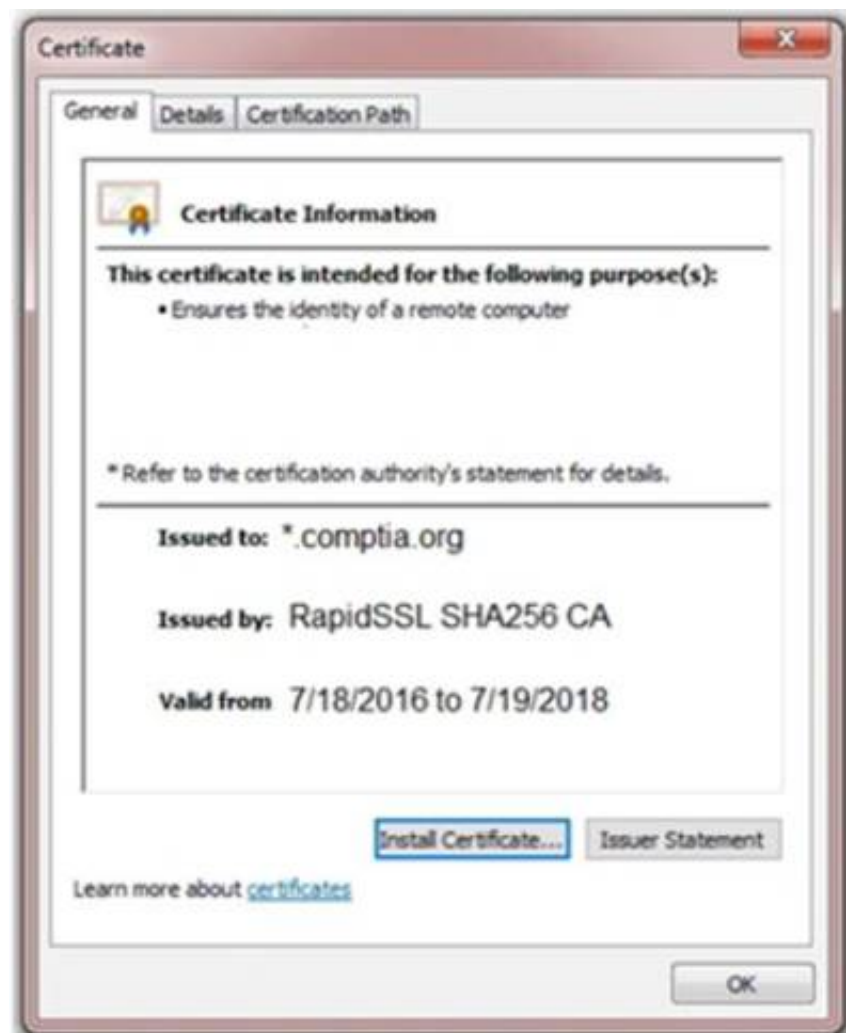 Certificate
General Details Certification Path
Certificate Information
This certificate is intended for the following purpose(s):
• Ensures the identity of a remote computer
* Refer to the certification authority's statement for details.
Issued to: *.comptia.org
Issued by: RapidSSL SHA256 CA
Valid from 7/18/2016 to 7/19/2018
Install Certificate... Issuer Statement
Learn more about certificates
OK